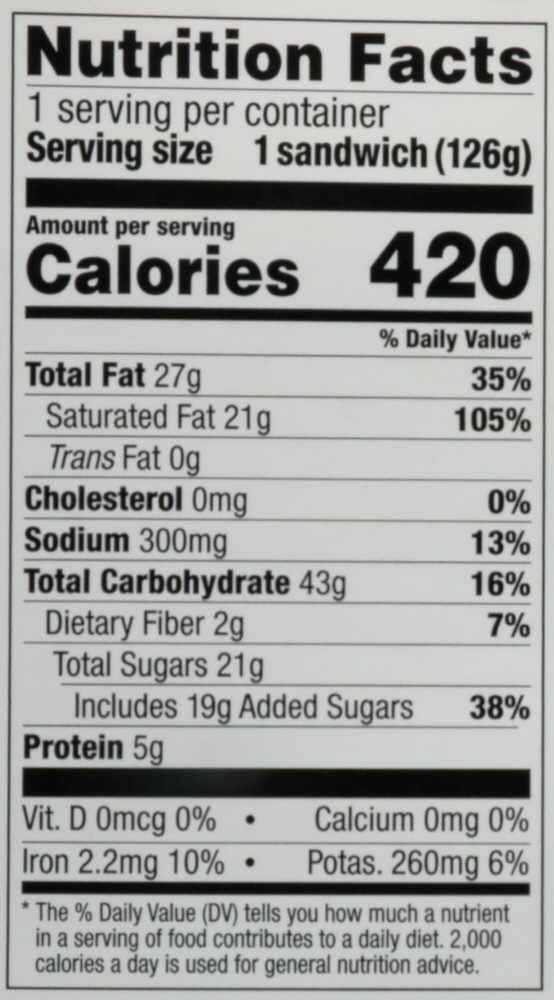 Nutrition Facts
1 serving per container
Serving size 1 sandwich (126g)
Amount per serving
Calories 420
% Daily Value*
Total Fat 27g 35%
Saturated Fat 21g 105%
Trans Fat 0g
Cholesterol 0mg 0%
Sodium 300mg 13%
Total Carbohydrate 43g 16%
Dietary Fiber 2g 7%
Total Sugars 21g
Includes 19g Added Sugars 38%
Protein 5g
Vit. D 0mcg 0% • Calcium 0mg 0%
Iron 2.2mg 10% • Potas. 260mg 6%
* The % Daily Value (DV) tells you how much a nutrient
in a serving of food contributes to a daily diet. 2,000
calories a day is used for general nutrition advice.